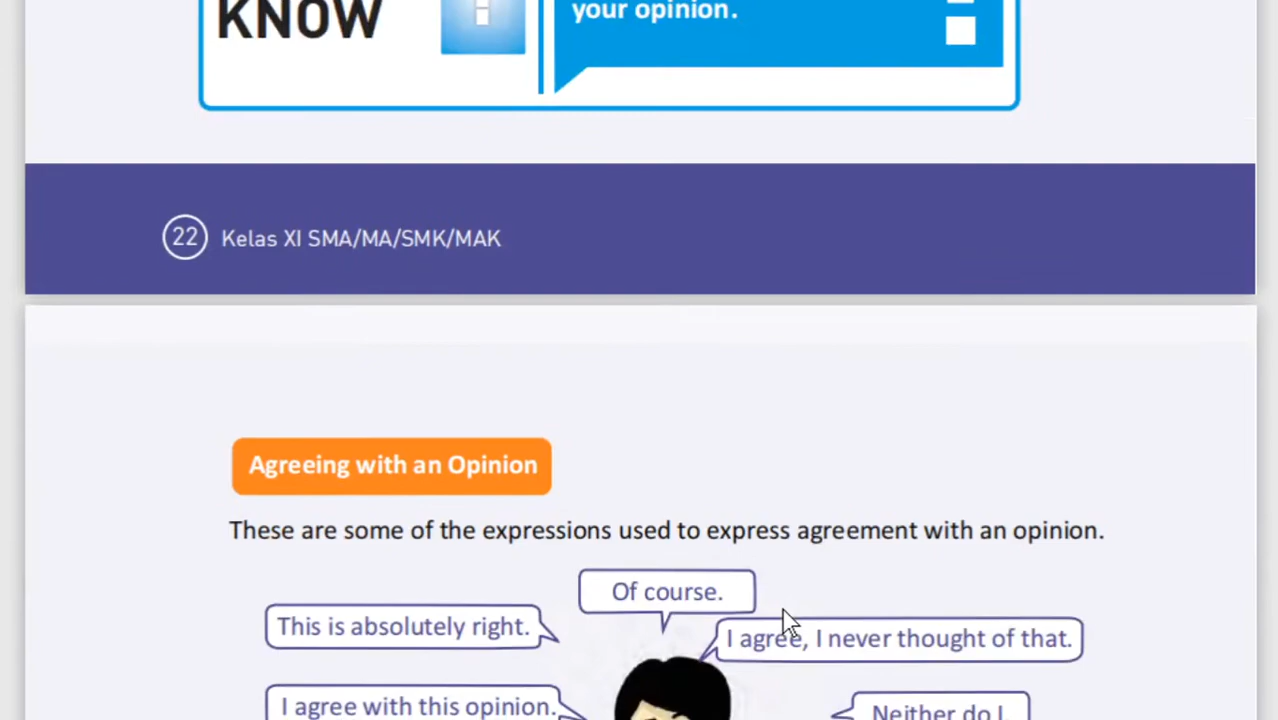 KNOW
your opinion.
22
Kelas XI SMA/MA/SMK/MAK
Agreeing with an Opinion
These are some of the expressions used to express agreement with an opinion.
Of course.
This is absolutely right.
I agree, I never thought of that.
I agree with this opinion.
Neither do I.